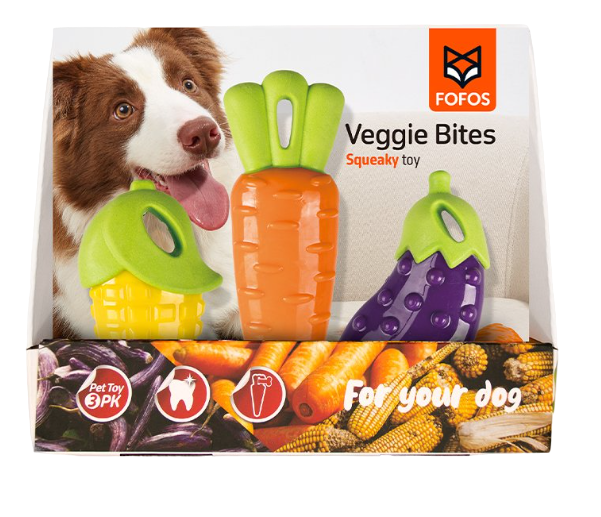 FOFOS
Veggie Bites
Squeaky toy
Pet Toy
3PK
For your dog